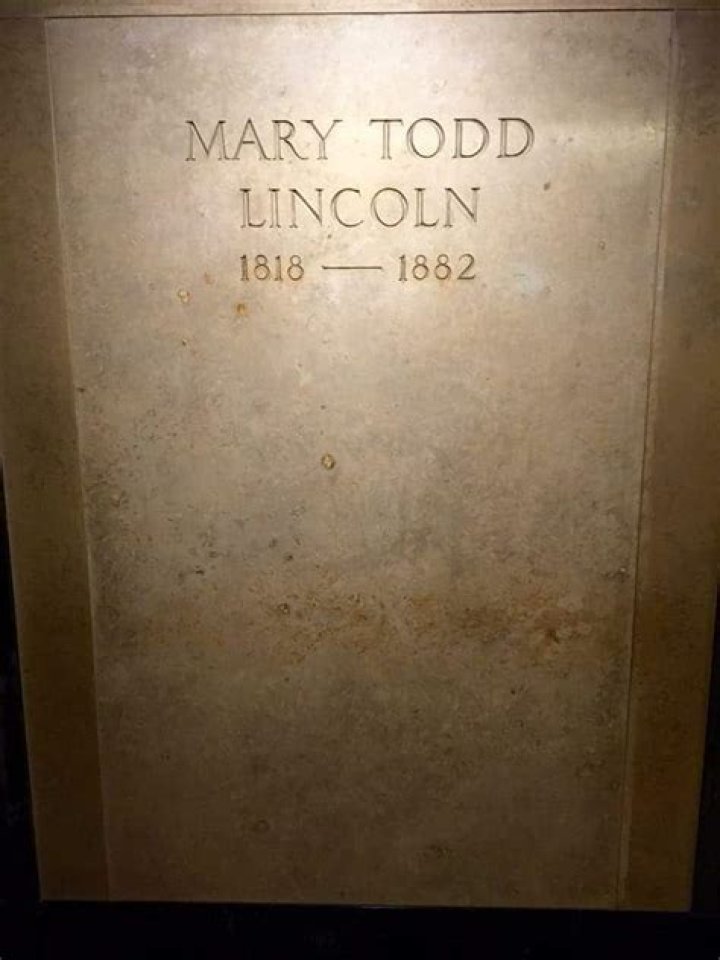 MARY TODD
LINCOLN
1818 — 1882